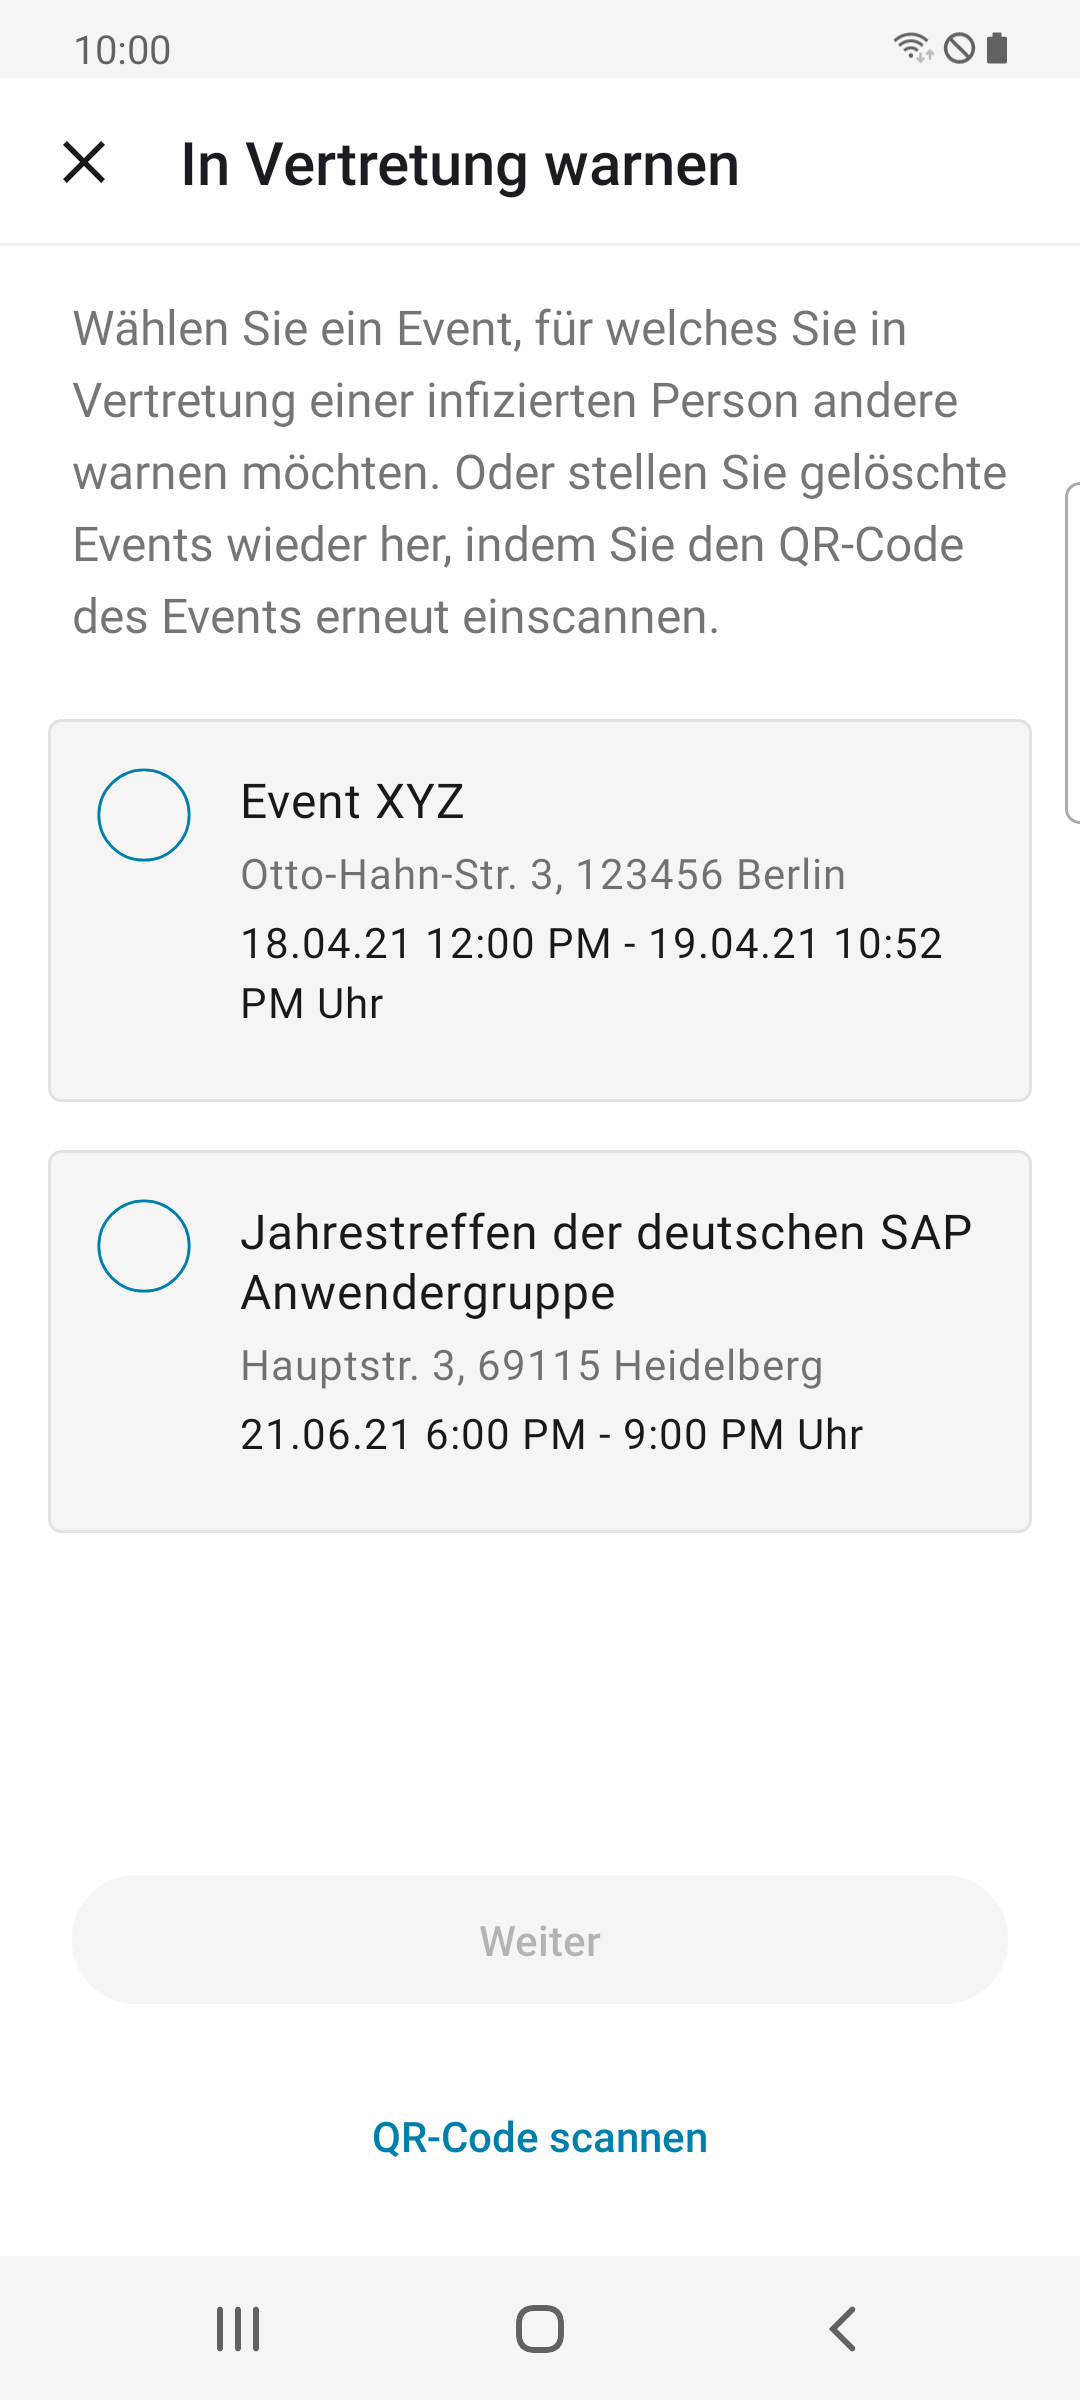 10:00
In Vertretung warnen
Wählen Sie ein Event, für welches Sie in
Vertretung einer infizierten Person andere
warnen möchten. Oder stellen Sie gelöschte
Events wieder her, indem Sie den QR-Code
des Events erneut einscannen.
Event XYZ
Otto-Hahn-Str. 3, 123456 Berlin
18.04.21 12:00 PM - 19.04.21 10:52
PM Uhr
Jahrestreffen der deutschen SAP
Anwendergruppe
Hauptstr. 3, 69115 Heidelberg
21.06.21 6:00 PM - 9:00 PM Uhr
Weiter
QR-Code scannen